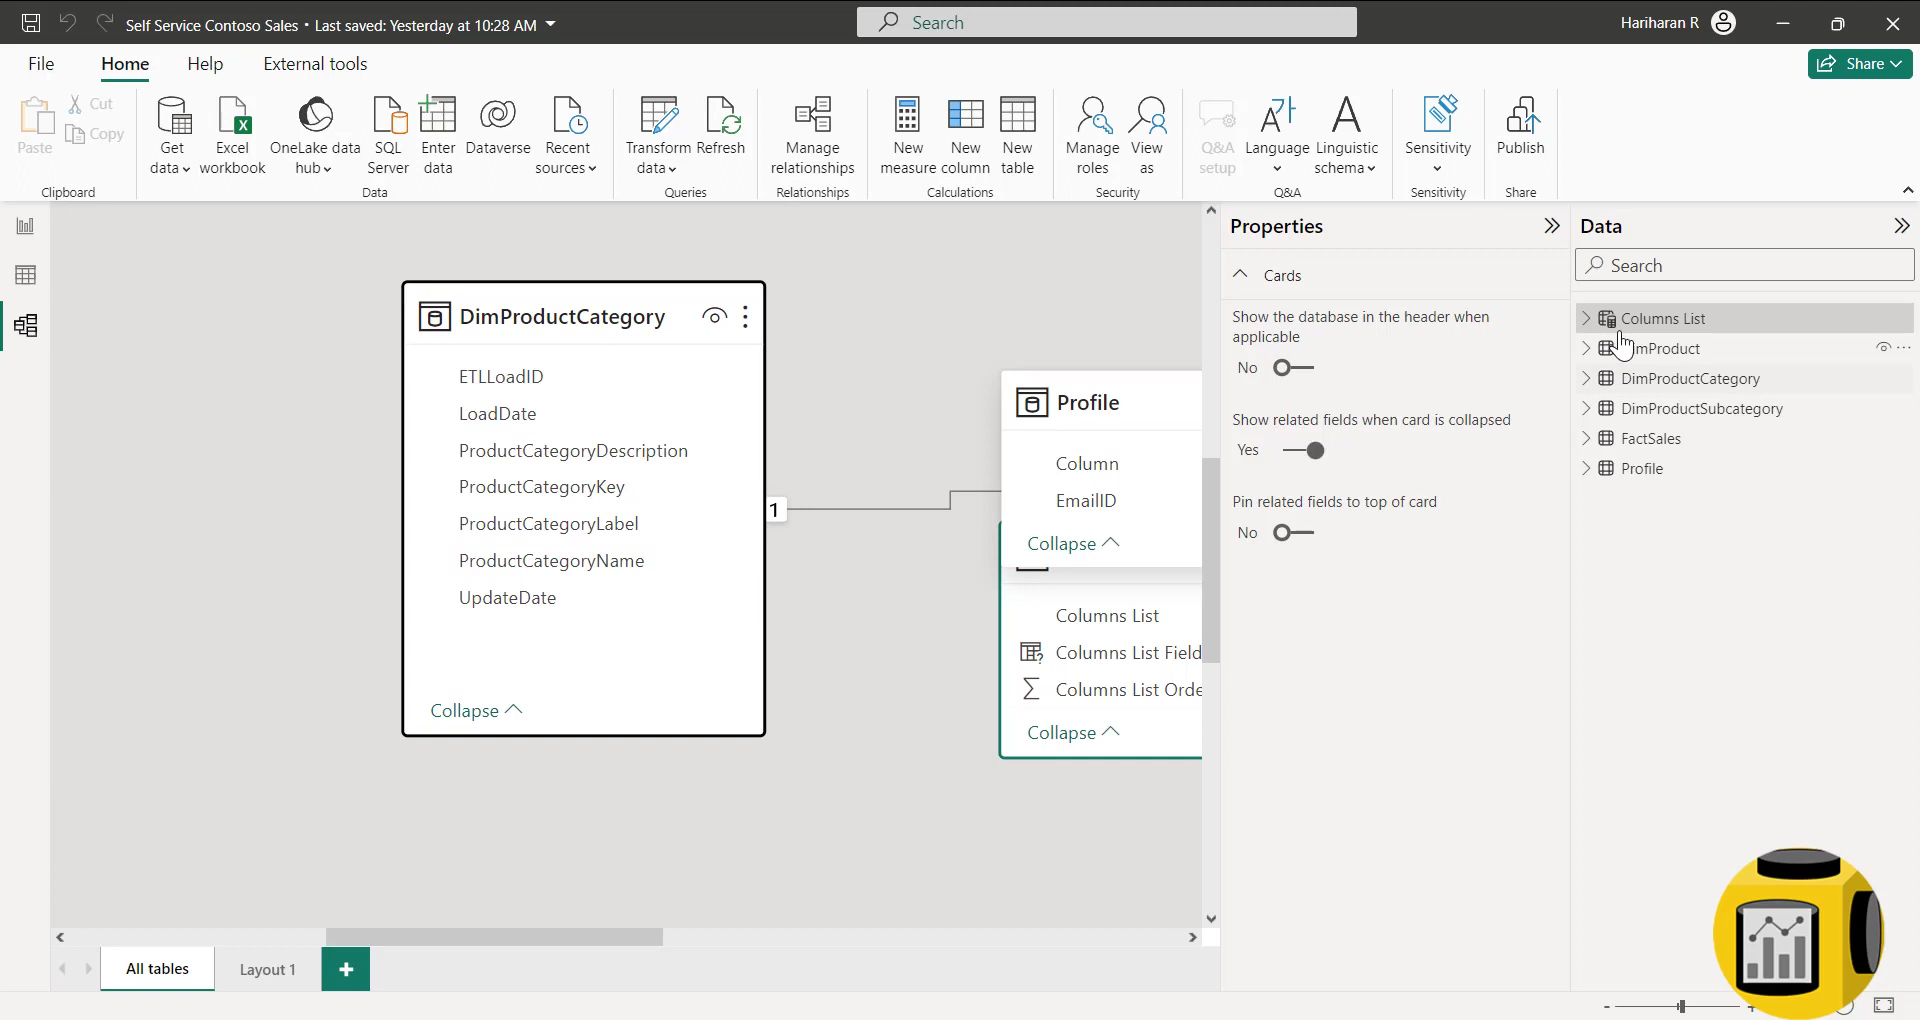 Self Service Contoso Sales • Last saved: Yesterday at 10:28 AM
Search
Hariharan R
File
Home
Help
External tools
Share
Paste
Cut
Copy
Clipboard
Get
data
Excel
workbook
OneLake data
hub
SQL
Server
Enter
data
Dataverse
Recent
sources
Data
Transform
data
Refresh
Queries
Manage
relationships
Relationships
New
measure
New
column
New
table
Calculations
Manage
roles
View
as
Security
Q&A
setup
Language
Linguistic
schema
Q&A
Sensitivity
Sensitivity
Publish
Share
DimProductCategory
ETLLoadID
LoadDate
ProductCategoryDescription
ProductCategoryKey
ProductCategoryLabel
ProductCategoryName
UpdateDate
Collapse
1
Profile
Column
EmailID
Collapse
Columns List
Columns List Field
Columns List Orde
Collapse
Properties
Cards
Show the database in the header when
applicable
No
Show related fields when card is collapsed
Yes
Pin related fields to top of card
No
Data
Search
Columns List
mProduct
DimProductCategory
DimProductSubcategory
FactSales
Profile
All tables
Layout 1
+